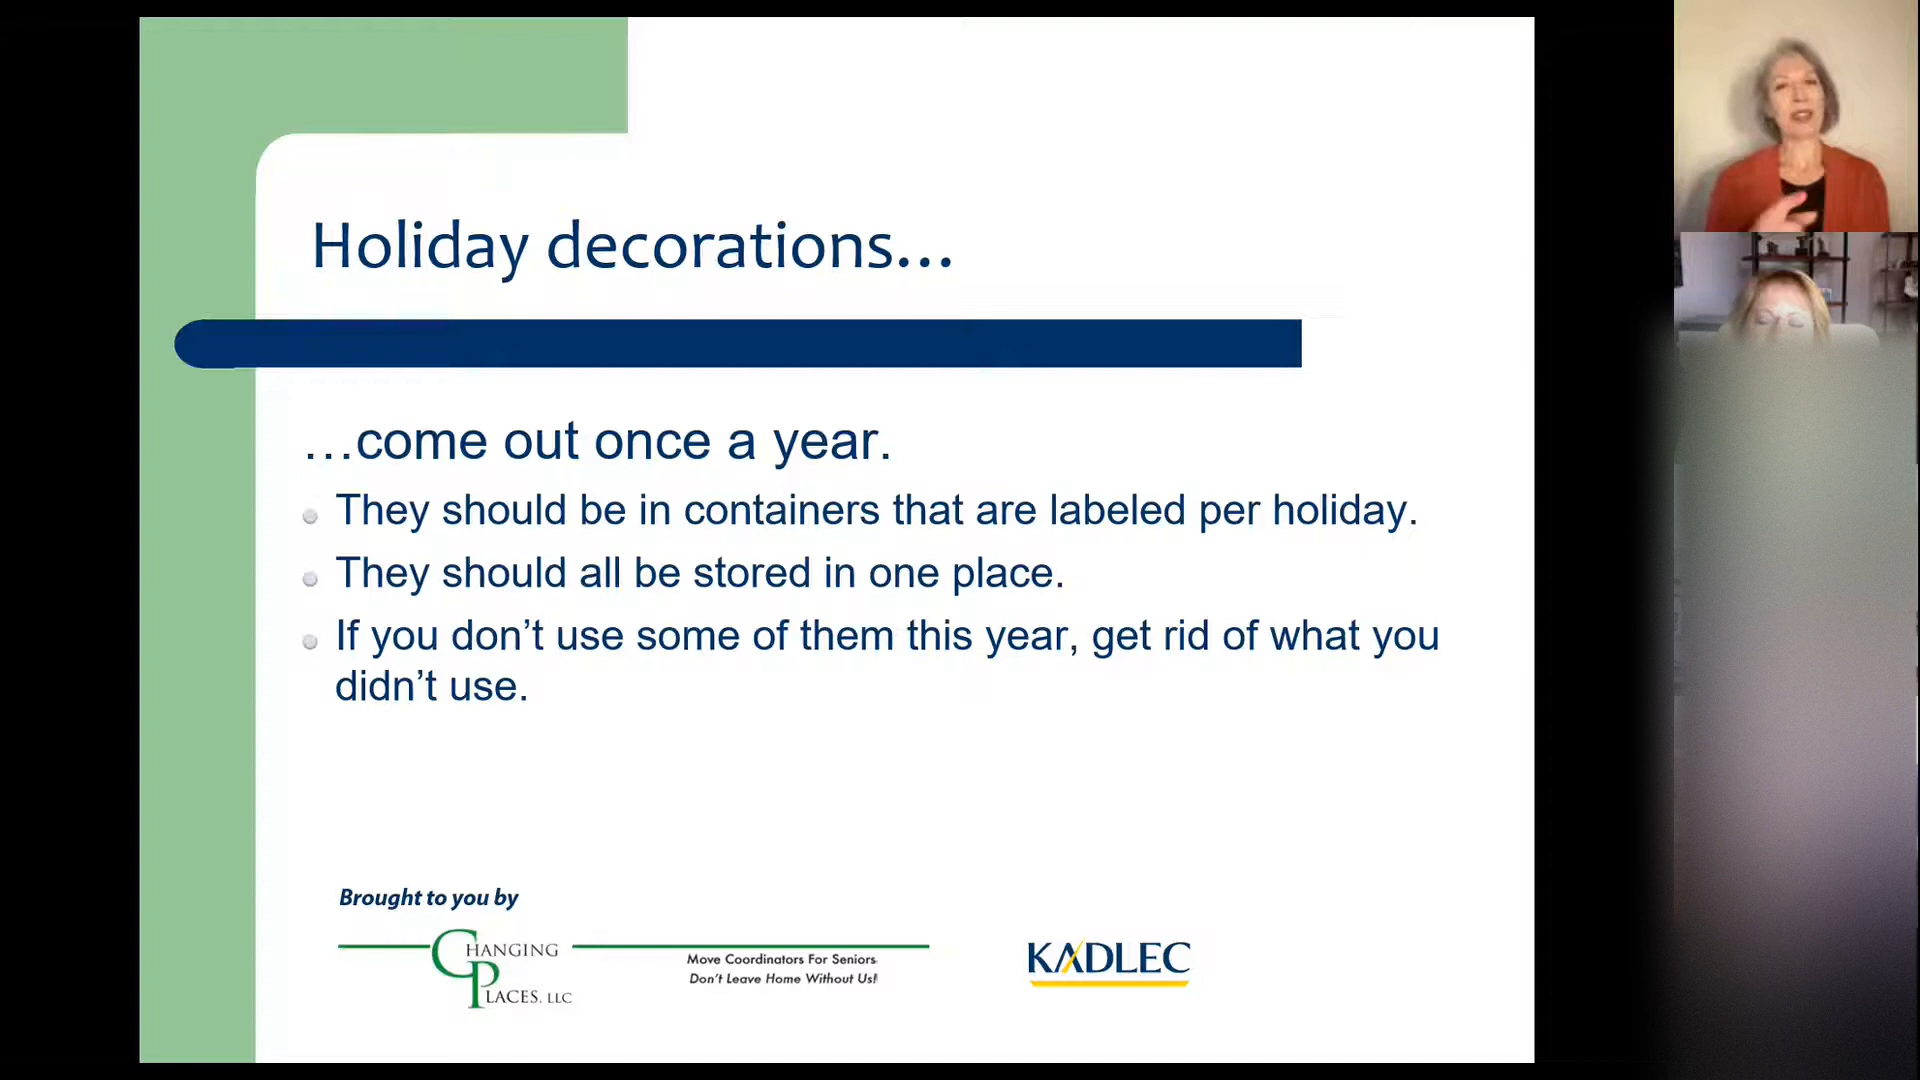 Holiday decorations...
...come out once a year.
They should be in containers that are labeled per holiday.
They should all be stored in one place.
If you don’t use some of them this year, get rid of what you
didn’t use.
Brought to you by
CHANGING
PLACES, LLC
Move Coordinators For Seniors
Don’t Leave Home Without Us!
KADLEC